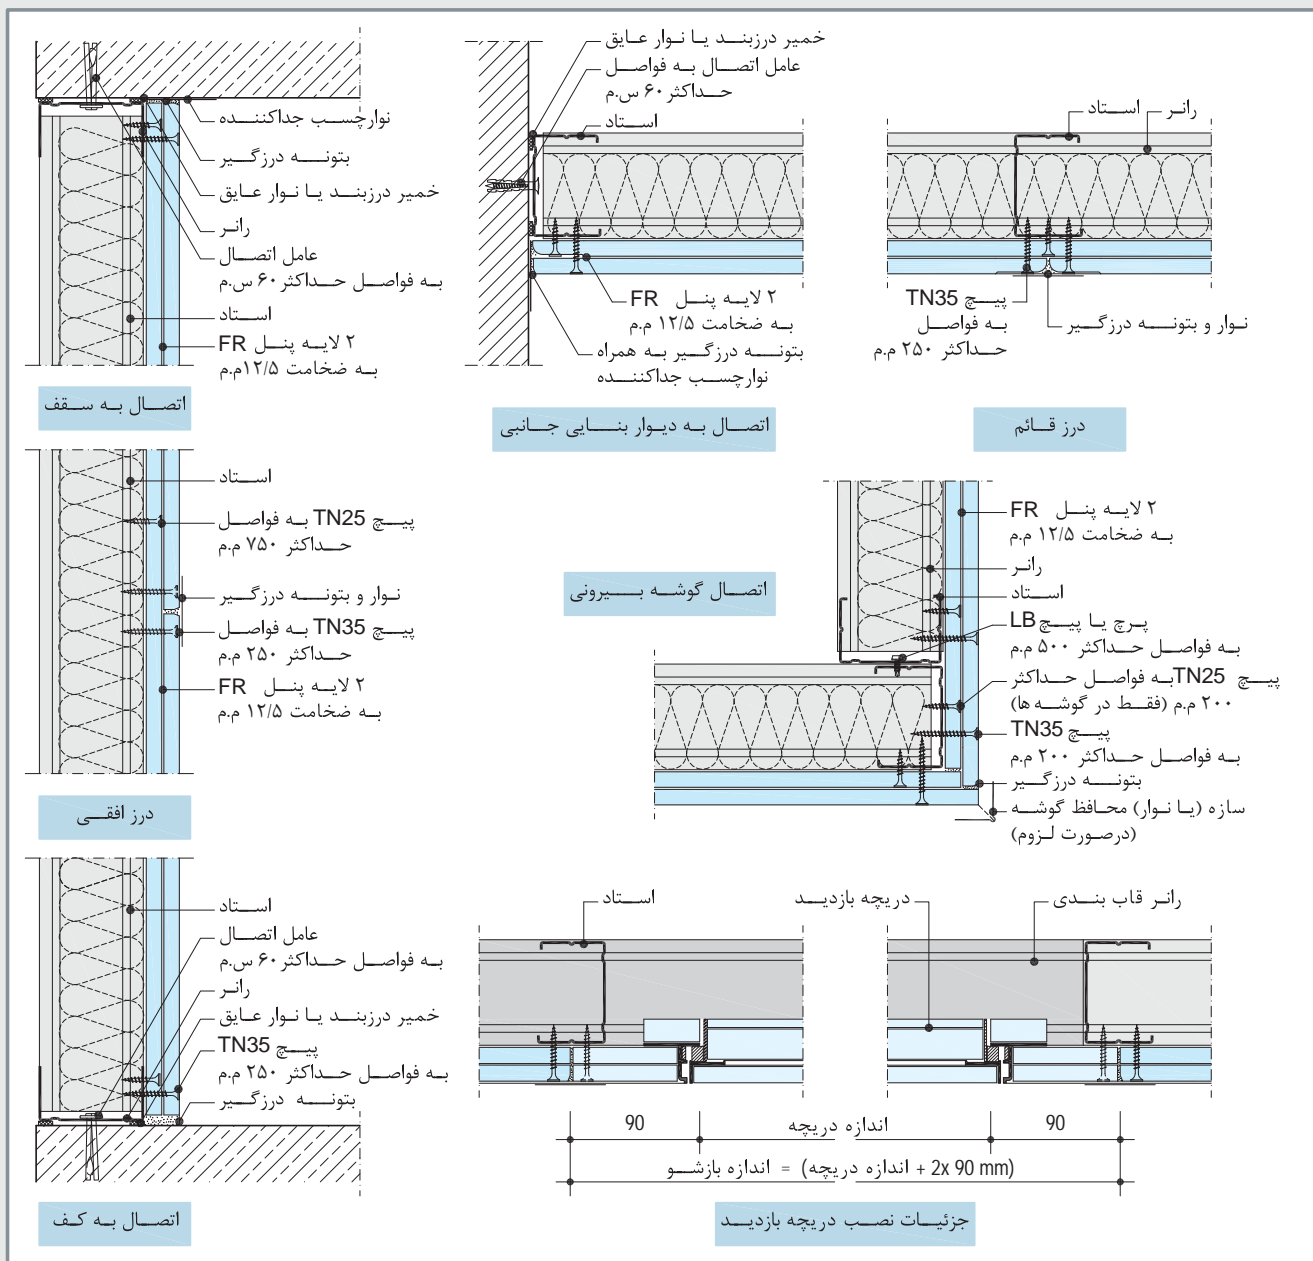 نوارچسب جداکننده
بتونه درزگیر
خمیر درزبند یا نوار عایق
رانر
عامل اتصال
به فواصل حداکثر ۶۰ س.م
استاد
۲ لایه پنل FR
به ضخامت ۱۲/۵م.م
اتصال به سقف
خمیر درزبند یا نوار عایق
عامل اتصال به فواصل
حداکثر ۶۰ س.م
استاد
۲ لایه پنل FR
به ضخامت ۱۲/۵ م.م
بتونه درزگیر به همراه
نوارچسب جداکننده
اتصال به دیوار بنایی جانبی
رانر
استاد
پیچ TN35
به فواصل
حداکثر ۲۵۰ م.م
نوار و بتونه درزگیر
درز قائم
استاد
پیچ TN25 به فواصل
حداکثر ۷۵۰ م.م
نوار و بتونه درزگیر
پیچ TN35 به فواصل
حداکثر ۲۵۰ م.م
۲ لایه پنل FR
به ضخامت ۱۲/۵ م.م
درز افقی
۲ لایه پنل FR
به ضخامت ۱۲/۵ م.م
رانر
استاد
پرچ یا پیچ LB
به فواصل حداکثر ۵۰۰ م.م
پیچ TN25 به فواصل حداکثر
۲۰۰ م.م (فقط در گوشه ها)
پیچ TN35
به فواصل حداکثر ۲۰۰ م.م
بتونه درزگیر
سازه (یا نوار) محافظ گوشه
(درصورت لزوم)
اتصال گوشه بیرونی
استاد
عامل اتصال
به فواصل حداکثر ۶۰ س.م
رانر
خمیر درزبند یا نوار عایق
پیچ TN35
به فواصل حداکثر ۲۵۰ م.م
بتونه درزگیر
اتصال به کف
رانر قاب بندی
دریچه بازدید
استاد
90
اندازه دریچه
90
اندازه بازشو = (اندازه دریچه + 2x 90 mm)
جزئیات نصب دریچه بازدید